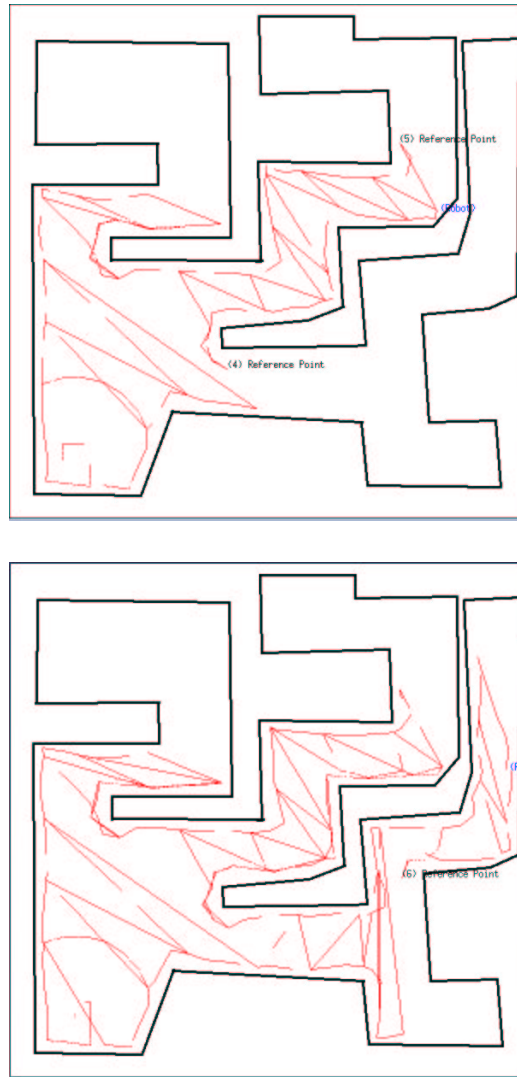 (5) Reference Point
(Robot)
(4) Reference Point
(6) Reference Point